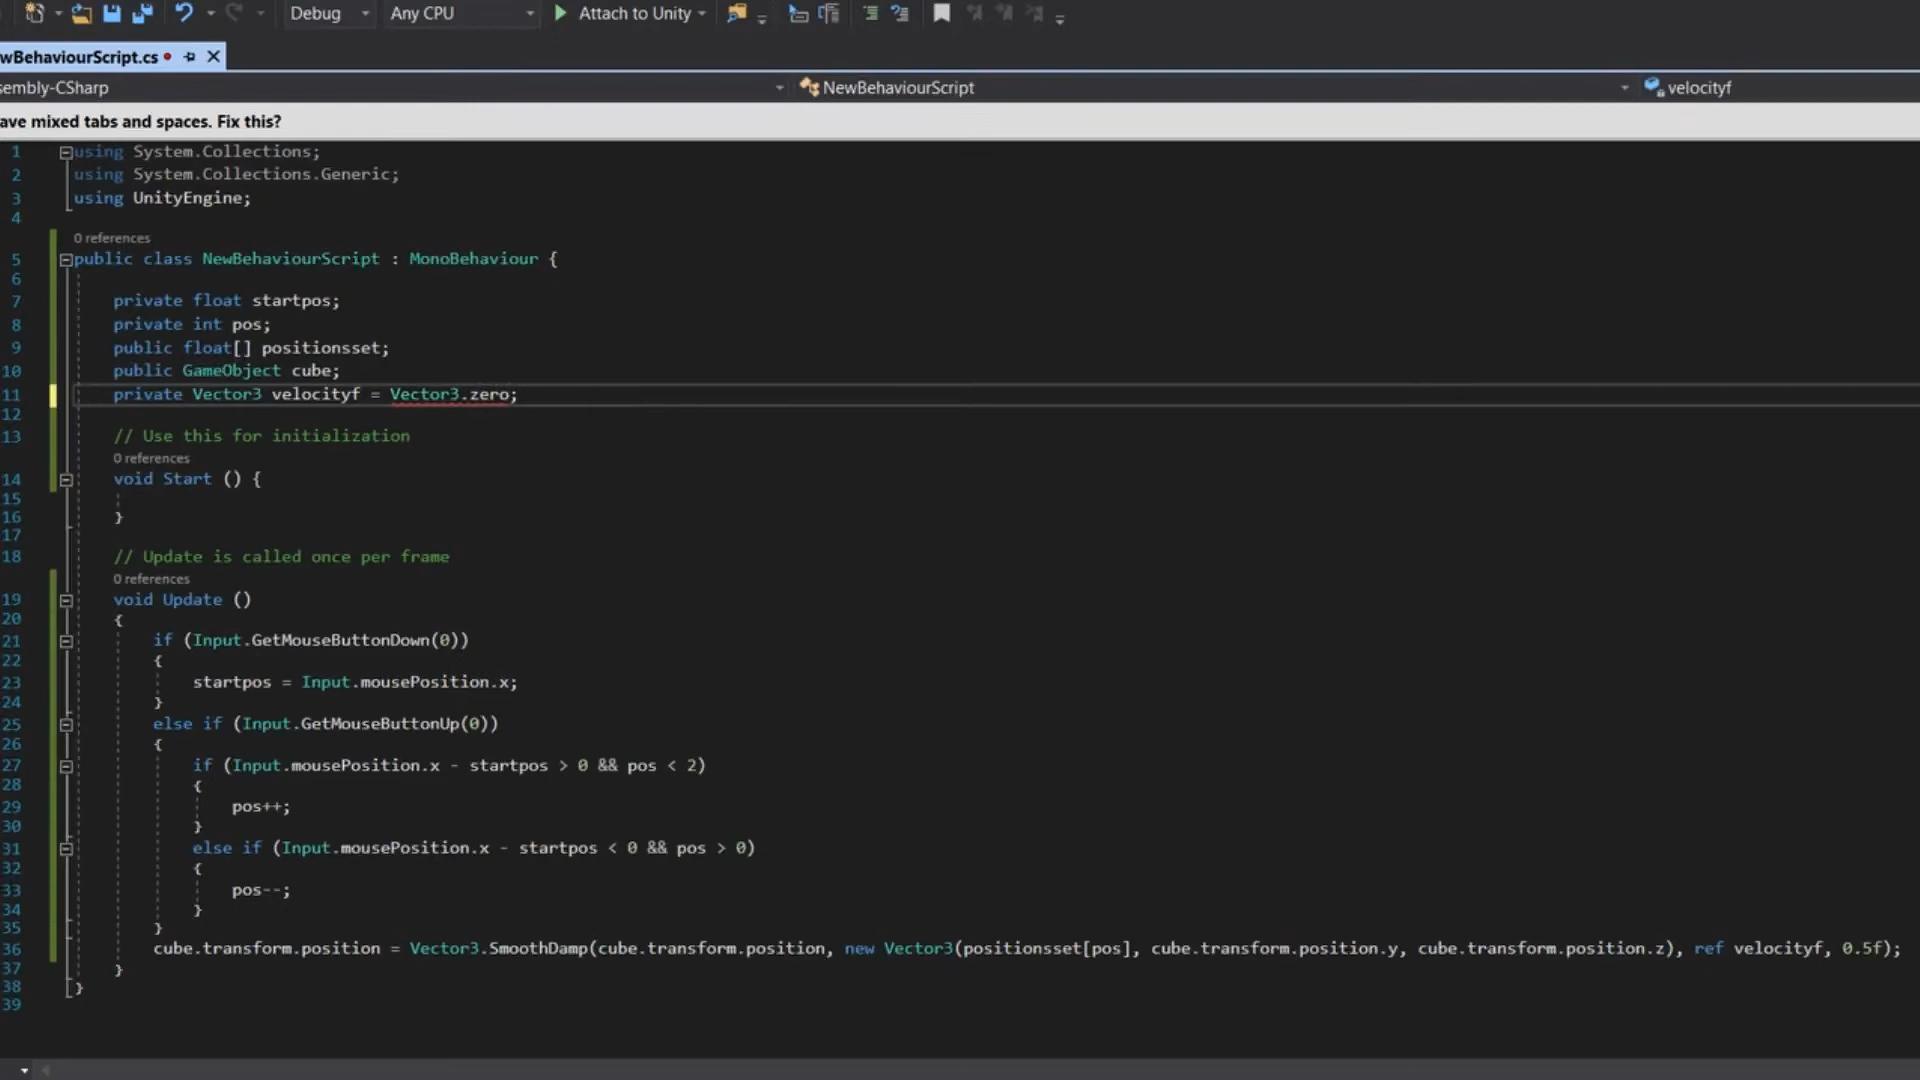 Debug Any CPU Attach to Unity
wBehaviourScript.cs
sembly-CSharp NewBehaviourScript velocityf
ave mixed tabs and spaces. Fix this?
1 using System.Collections;
2 using System.Collections.Generic;
3 using UnityEngine;
4
0 references
5 public class NewBehaviourScript : MonoBehaviour {
6
7 private float startpos;
8 private int pos;
9 public float[] positionsset;
10 public GameObject cube;
11 private Vector3 velocityf = Vector3.zero;
12
13 // Use this for initialization
0 references
14 void Start () {
15
16 }
17
18 // Update is called once per frame
0 references
19 void Update ()
20 {
21 if (Input.GetMouseButtonDown(0))
22 {
23 startpos = Input.mousePosition.x;
24 }
25 else if (Input.GetMouseButtonUp(0))
26 {
27 if (Input.mousePosition.x - startpos > 0 && pos < 2)
28 {
29 pos++;
30 }
31 else if (Input.mousePosition.x - startpos < 0 && pos > 0)
32 {
33 pos--;
34 }
35 }
36 cube.transform.position = Vector3.SmoothDamp(cube.transform.position, new Vector3(positionsset[pos], cube.transform.position.y, cube.transform.position.z), ref velocityf, 0.5f);
37 }
38 }
39